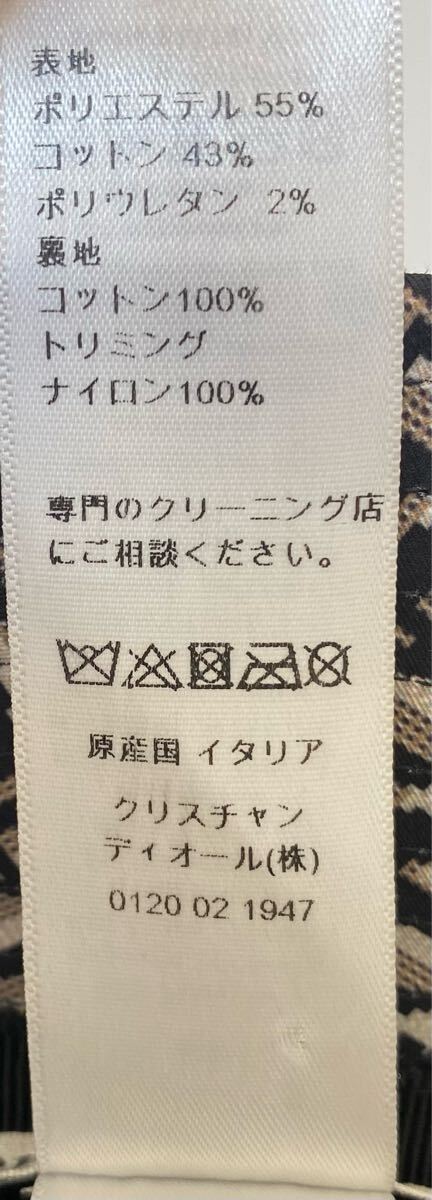 表地
ポリエステル 55%
コットン 43%
ポリウレタン 2%
裏地
コットン100%
トリミング
ナイロン100%
専門のクリーニング店
にご相談ください。
原産国 イタリア
クリスチャン
ディオール(株)
0120 02 1947